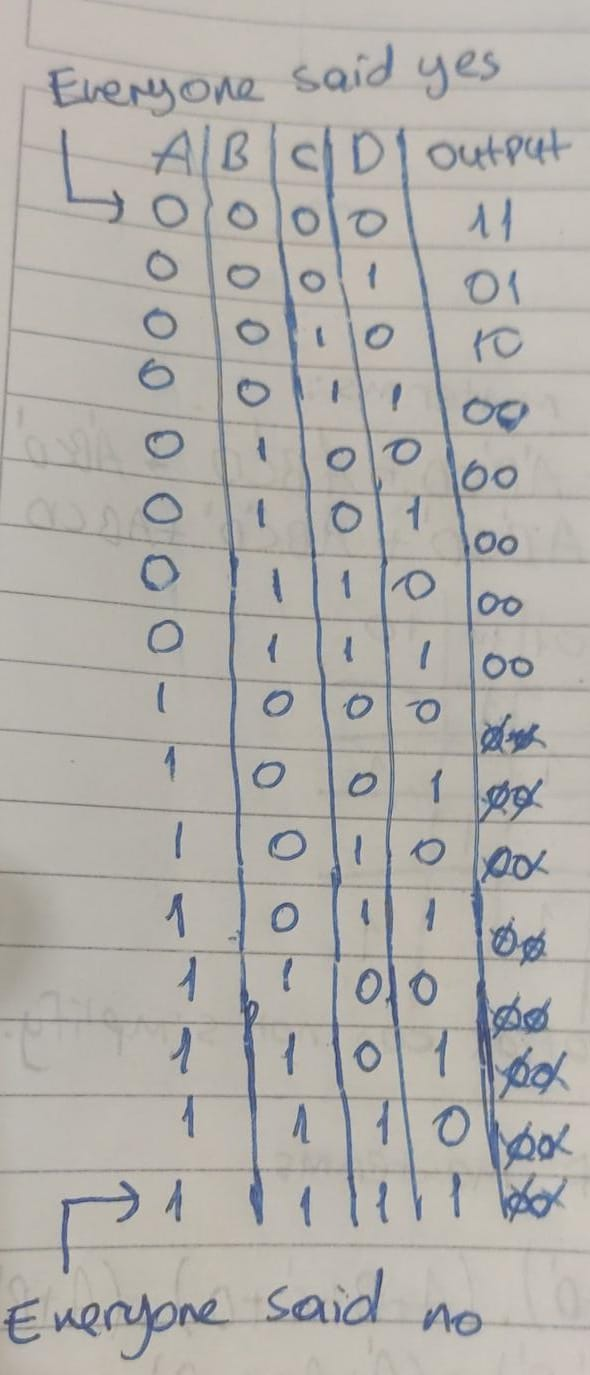 Everyone said yes
A B C D output
0 0 0 0 11
0 0 0 1 01
0 0 1 0 10
0 0 1 1 00
0 1 0 0 00
0 1 0 1 00
0 1 1 0 00
0 1 1 1 00
1 0 0 0
1 0 0 1
1 0 1 0
1 0 1 1
1 1 0 0
1 1 0 1
1 1 1 0
1 1 1 1
Everyone said no